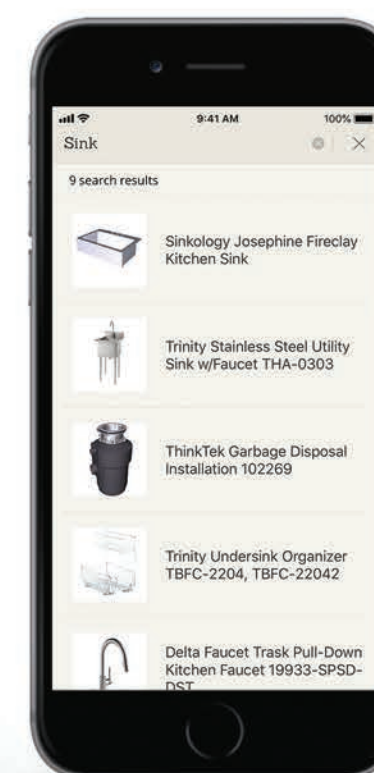 9:41 AM
100%
Sink
9 search results
Sinkology Josephine Fireclay
Kitchen Sink
Trinity Stainless Steel Utility
Sink w/Faucet THA-0303
ThinkTek Garbage Disposal
Installation 102269
Trinity Undersink Organizer
TBFC-2204, TBFC-22042
Delta Faucet Trask Pull-Down
Kitchen Faucet 19933-SPSD-
DST